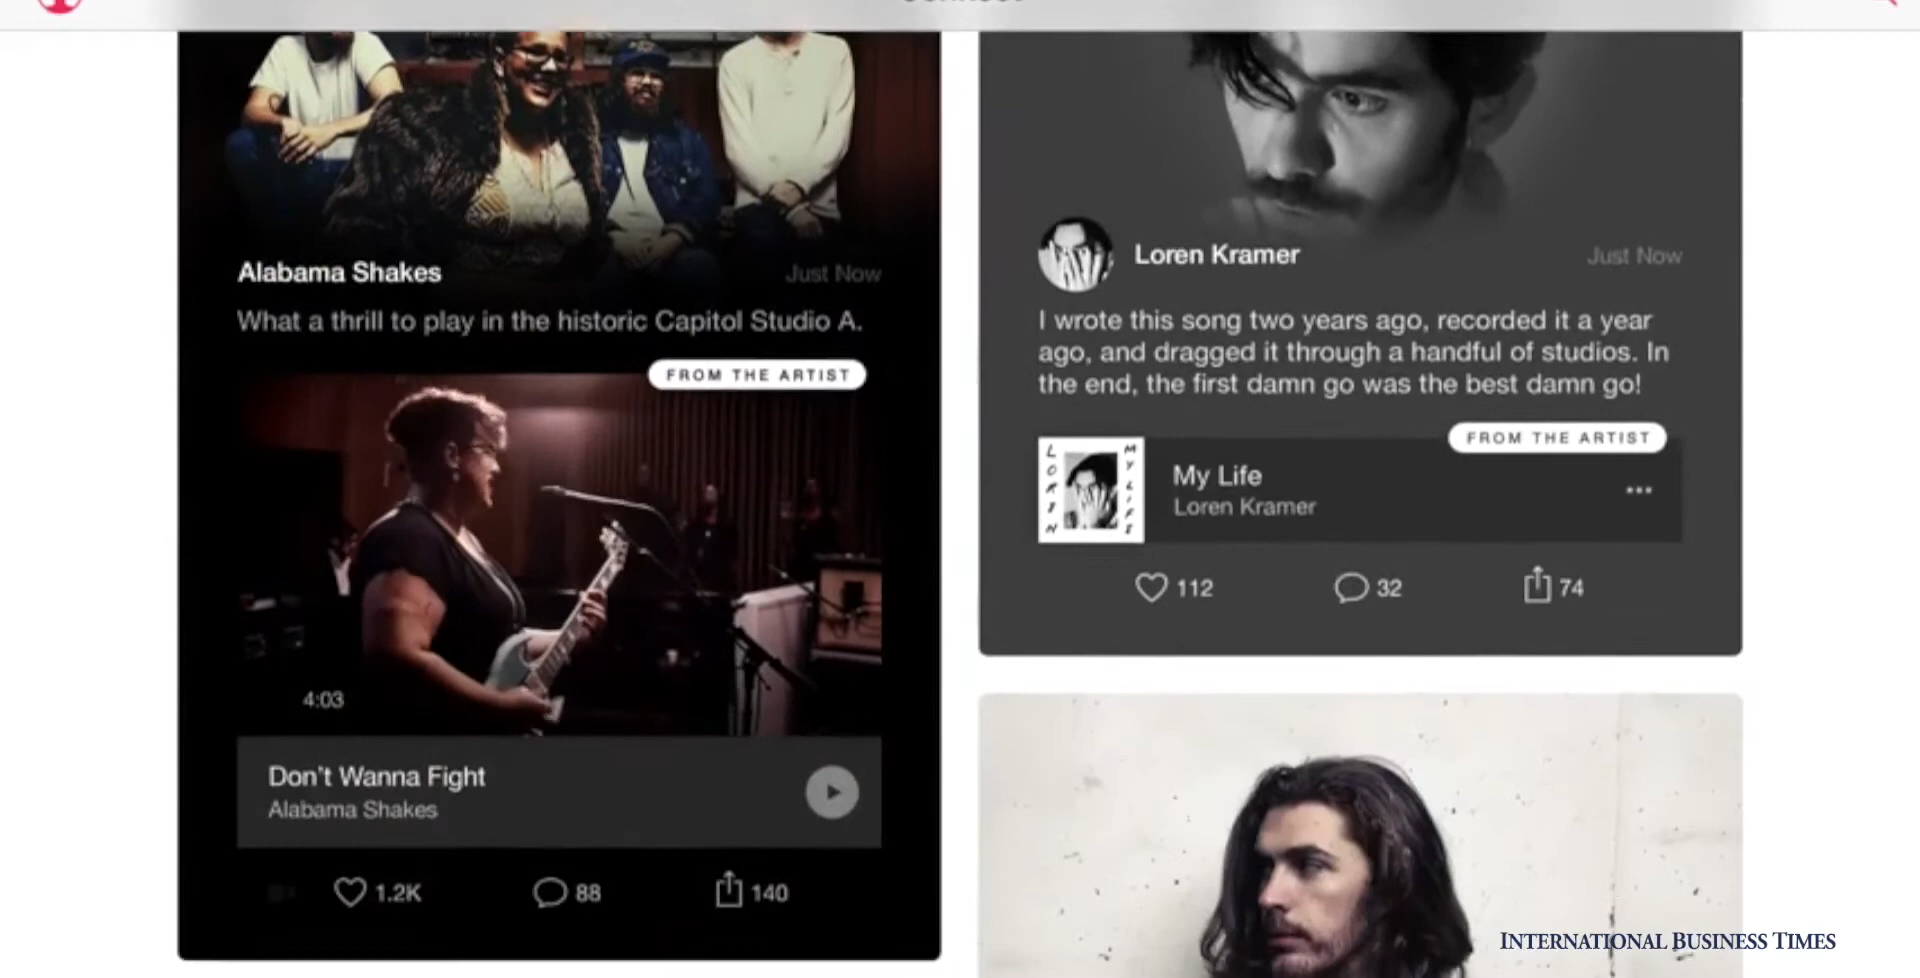 Alabama Shakes
Just Now
What a thrill to play in the historic Capitol Studio A.
FROM THE ARTIST
4:03
Don't Wanna Fight
Alabama Shakes
1.2K
88
140
Loren Kramer
Just Now
I wrote this song two years ago, recorded it a year
ago, and dragged it through a handful of studios. In
the end, the first damn go was the best damn go!
FROM THE ARTIST
My Life
Loren Kramer
112
32
74
INTERNATIONAL BUSINESS TIMES